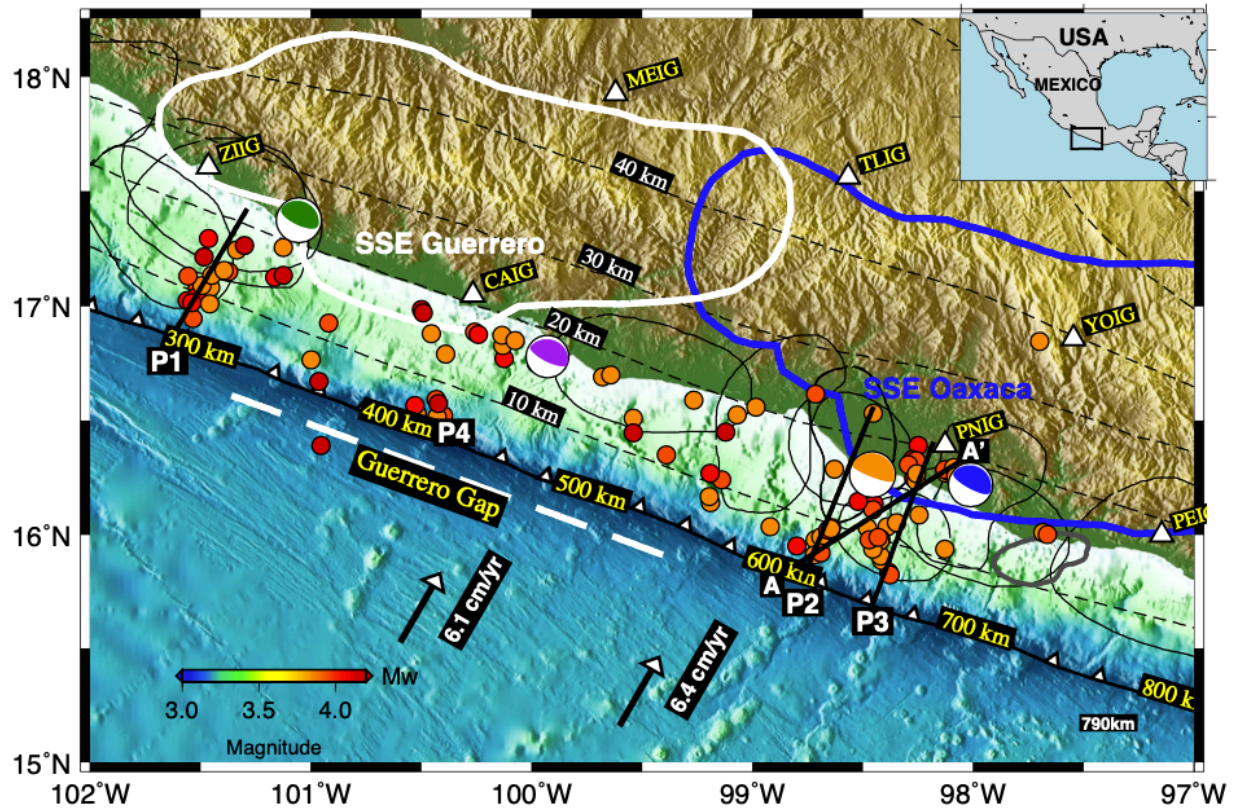 18°N
17°N
16°N
15°N
102°W
101°W
100°W
99°W
98°W
97°W
USA
MEXICO
MEIG
ZIIG
TLIG
40 km
SSE Guerrero
30 km
CAIG
20 km
YOIG
300 km
P1
SSE Oaxaca
10 km
400 km
P4
PNIG
A'
Guerrero Gap
500 km
PEIG
600 km
A
P2
P3
6.1 cm/yr
700 km
6.4 cm/yr
Mw
3.0
3.5
4.0
Magnitude
800 k
790km